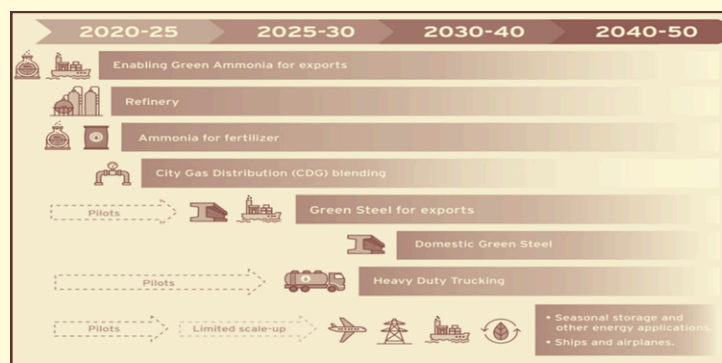 2020-25 2025-30 2030-40 2040-50
Enabling Green Ammonia for exports
Refinery
Ammonia for fertilizer
City Gas Distribution (CDG) blending
Pilots Green Steel for exports
Domestic Green Steel
Pilots Heavy Duty Trucking
• Seasonal storage and
Pilots Limited scale-up other energy applications.
• Ships and airplanes.